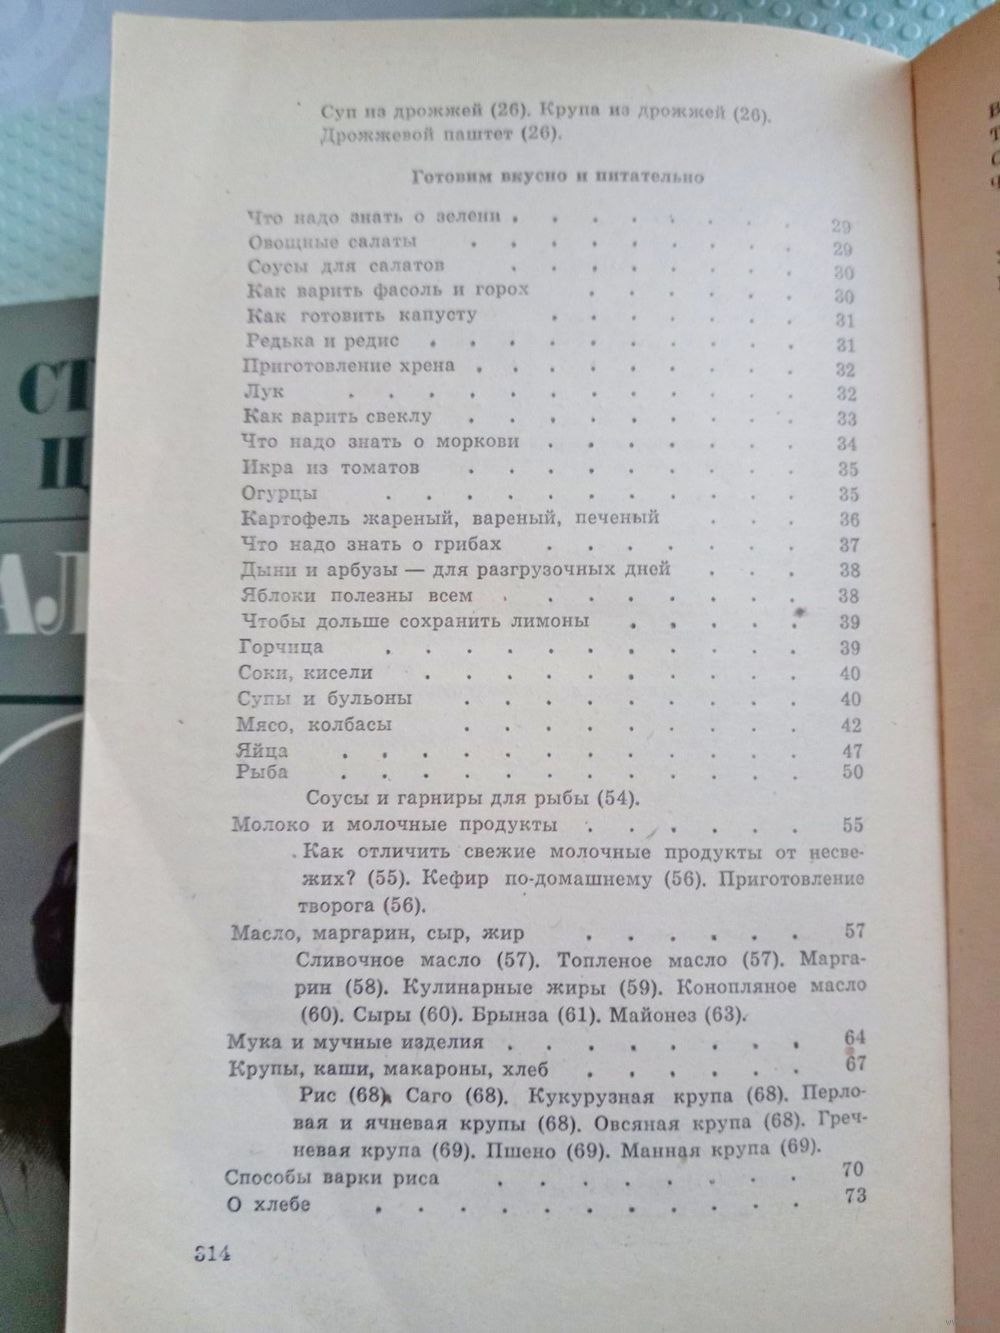 Суп из дрожжей (26). Крупа из дрожжей (26).
Дрожжевой паштет (26).
Готовим вкусно и питательно
Что надо знать о зелени . . . . . . . . 29
Овощные салаты . . . . . . . . . 29
Соусы для салатов . . . . . . . . 30
Как варить фасоль и горох . . . . . . 30
Как готовить капусту . . . . . . . 31
Редька и редис . . . . . . . . . . 31
Приготовление хрена . . . . . . . . . 32
Лук . . . . . . . . . . . . 32
Как варить свеклу . . . . . . . . . 33
Что надо знать о моркови . . . . . . . 34
Икра из томатов . . . . . . . . . 35
Огурцы . . . . . . . . . . . 35
Картофель жареный, вареный, печеный . . . 36
Что надо знать о грибах . . . . . . . 37
Дыни и арбузы — для разгрузочных дней . . . 38
Яблоки полезны всем . . . . . . . . 38
Чтобы дольше сохранить лимоны . . . . . 39
Горчица . . . . . . . . . . . 39
Соки, кисели . . . . . . . . . . 40
Супы и бульоны . . . . . . . . . 40
Мясо, колбасы . . . . . . . . . 42
Яйца . . . . . . . . . . . . 47
Рыба . . . . . . . . . . . . 50
Соусы и гарниры для рыбы (54).
Молоко и молочные продукты . . . . . . 55
Как отличить свежие молочные продукты от несве-
жих? (55). Кефир по-домашнему (56). Приготовление
творога (56).
Масло, маргарин, сыр, жир . . . . . . 57
Сливочное масло (57). Топленое масло (57). Марга-
рин (58). Кулинарные жиры (59). Конопляное масло
(60). Сыры (60). Брынза (61). Майонез (63).
Мука и мучные изделия . . . . . . . . 64
Крупы, каши, макароны, хлеб . . . . . . 67
Рис (68). Саго (68). Кукурузная крупа (68). Перло-
вая и ячневая крупы (68). Овсяная крупа (68). Греч-
невая крупа (69). Пшено (69). Манная крупа (69).
Способы варки риса . . . . . . . . 70
О хлебе . . . . . . . . . . . 73
314
СТ
Ц
АЛ